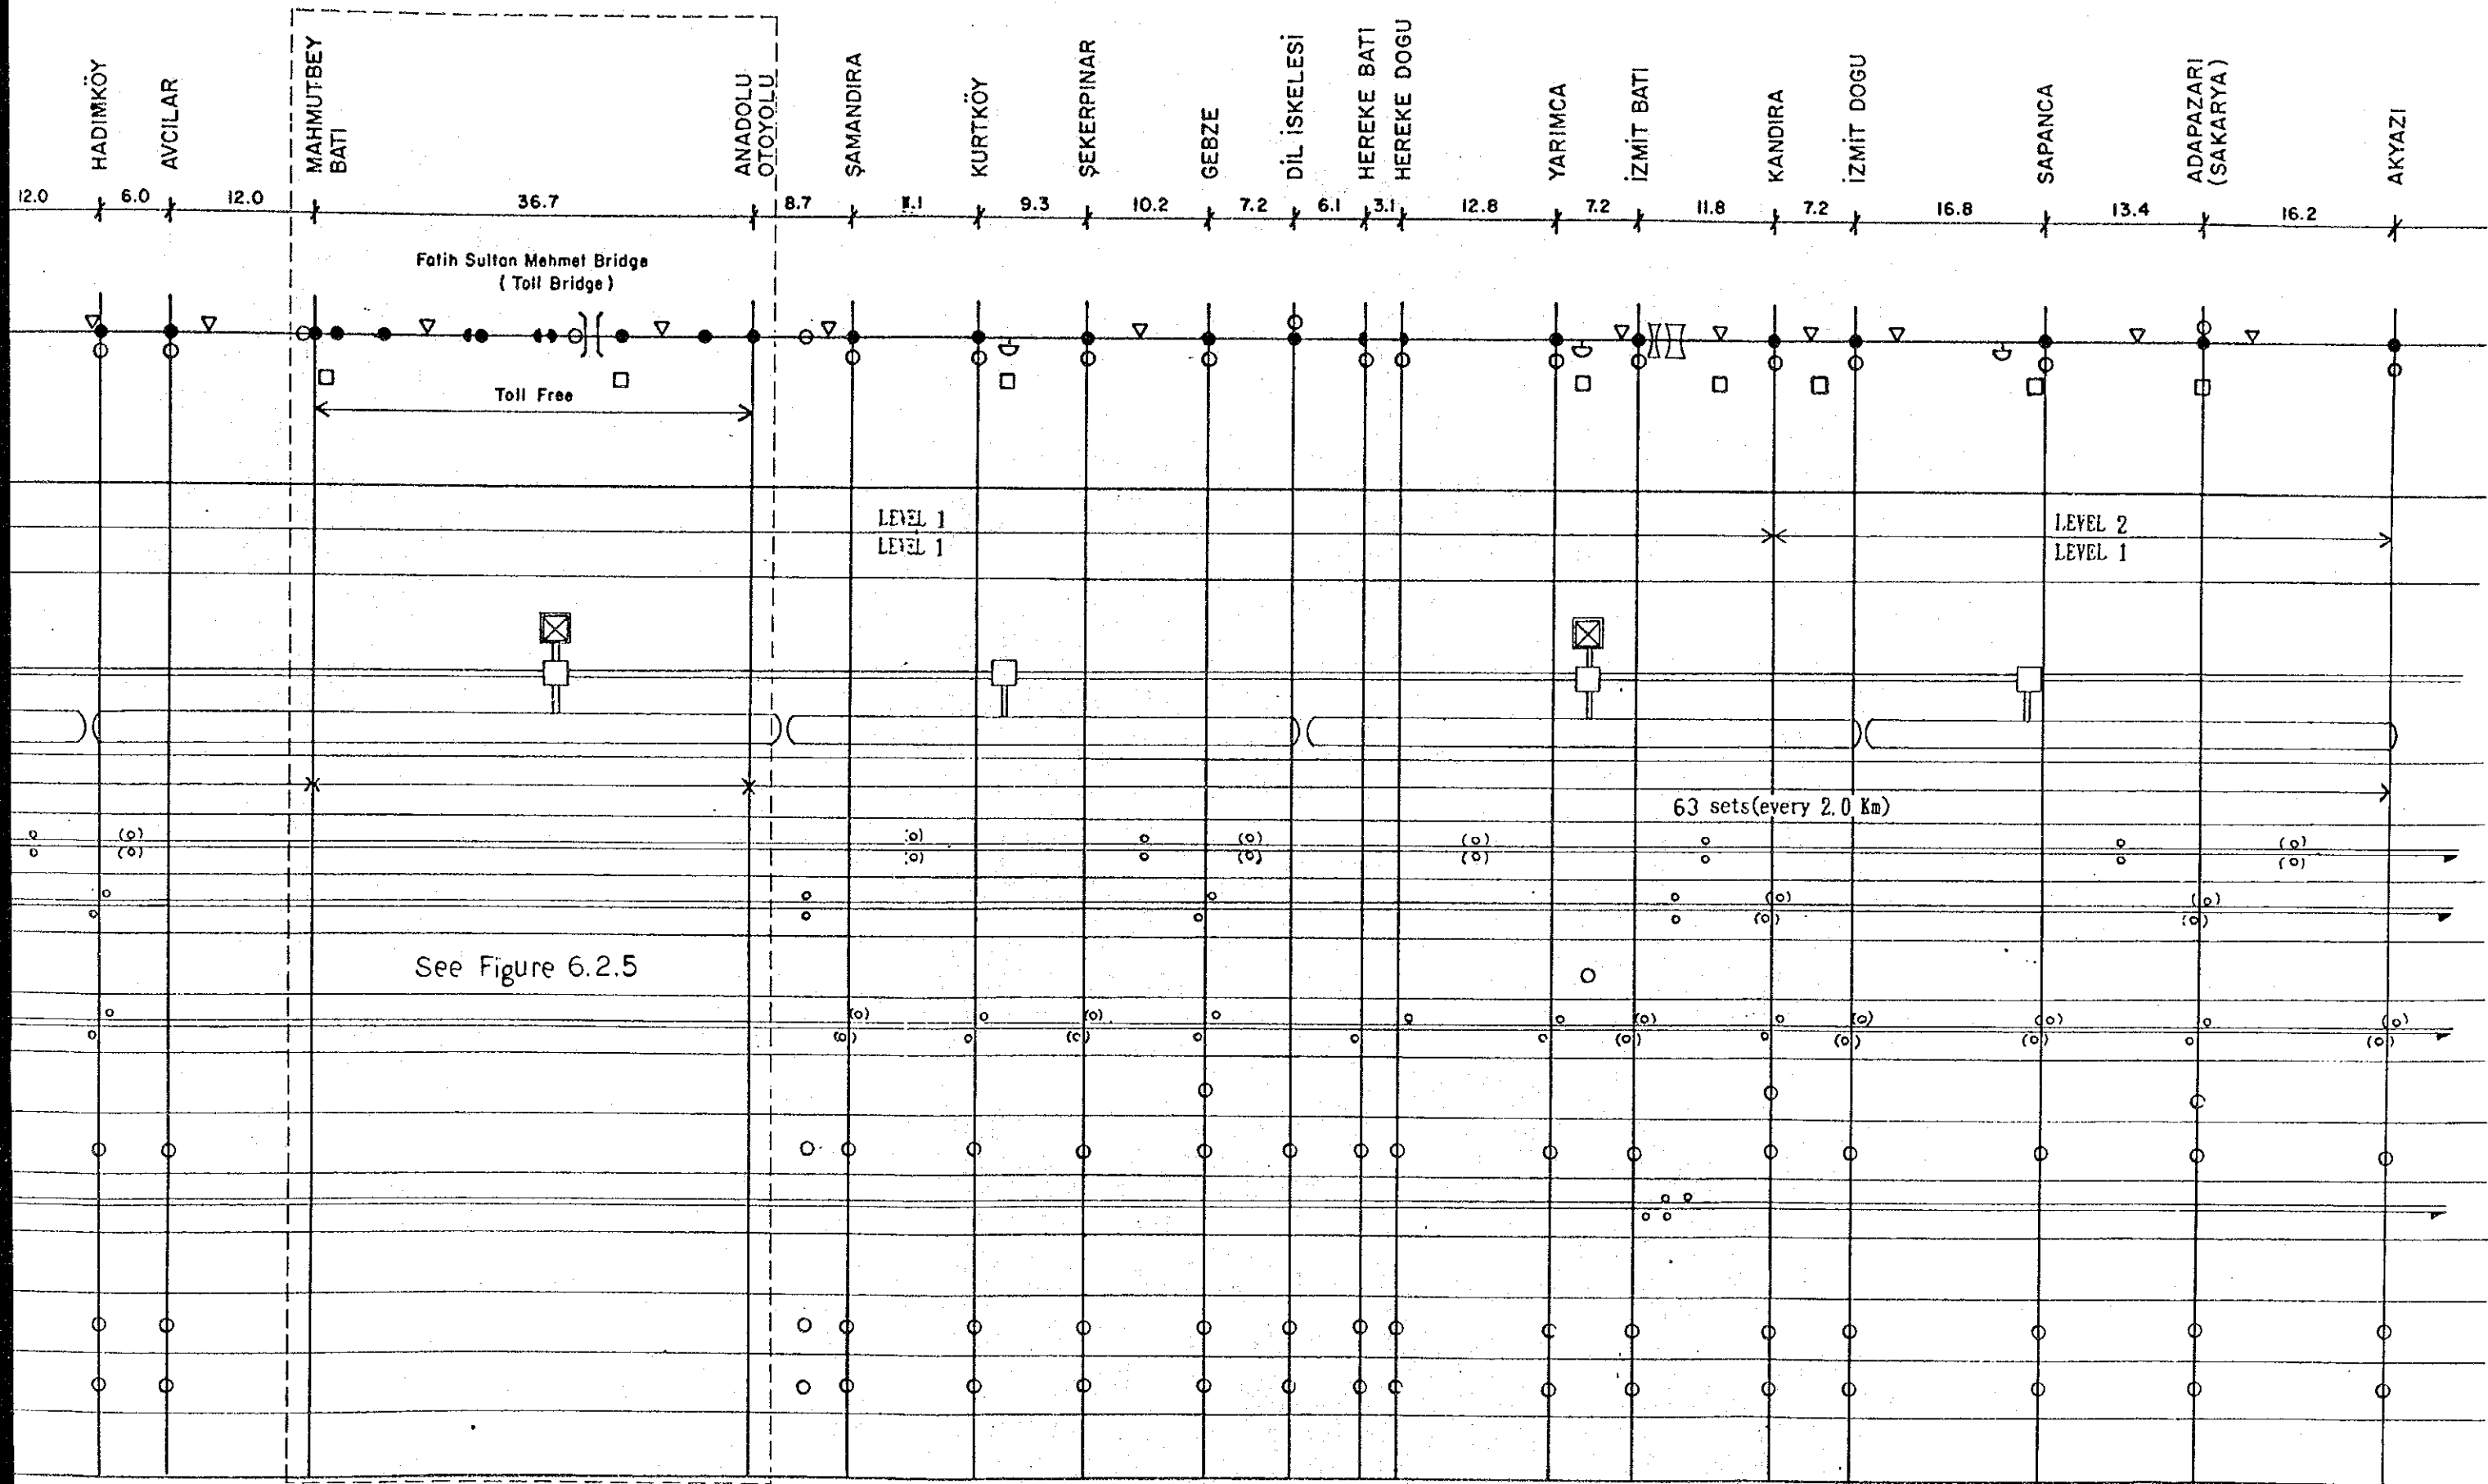 HADIMKÖY
AVCILAR
MAHMUTBEY
BATI
ANADOLU
OTOYOLU
ŞAMANDIRA
KURTKÖY
ŞEKERPINAR
GEBZE
DİL İSKELESİ
HEREKE BATI
HEREKE DOGU
YARIMCA
İZMİT BATI
KANDIRA
İZMİT DOGU
SAPANCA
ADAPAZARI
(SAKARYA)
AKYAZI
12.0 6.0 12.0 36.7 8.7 11.1 9.3 10.2 7.2 6.1 3.1 12.8 7.2 11.8 7.2 16.8 13.4 16.2
Fatih Sultan Mehmet Bridge
( Toll Bridge )
Toll Free
LEVEL 1
LEVEL 1
LEVEL 2
LEVEL 1
63 sets(every 2.0 Km)
See Figure 6.2.5